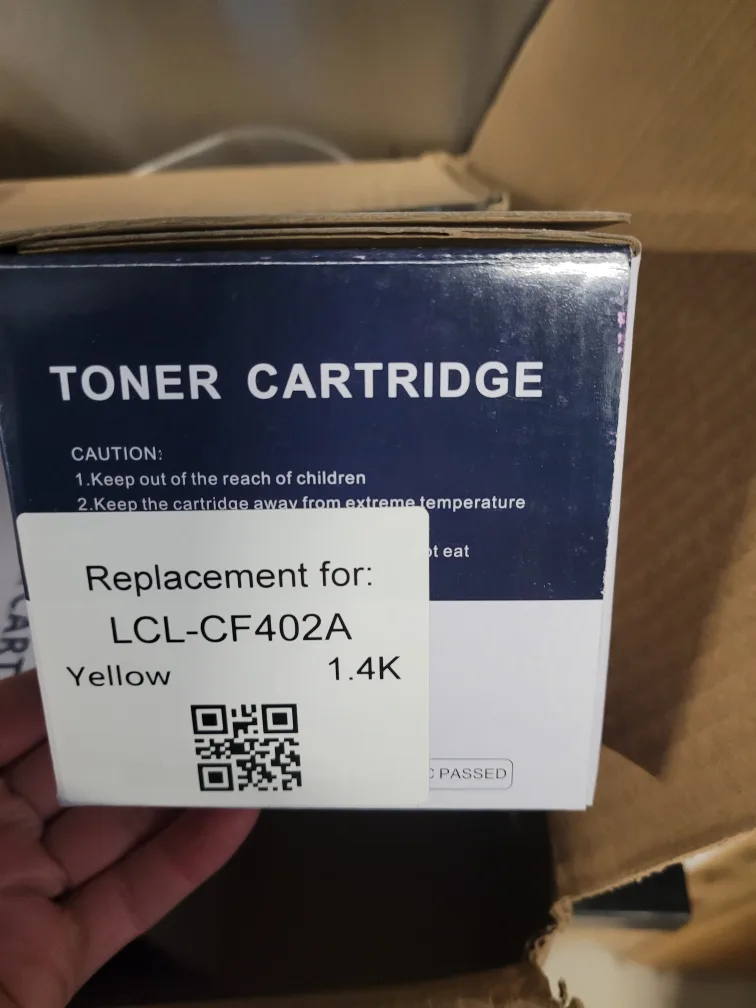 TONER CARTRIDGE
CAUTION:
1.Keep out of the reach of children
2.Keep the cartridge away from extreme temperature
eat
Replacement for:
LCL-CF402A
Yellow 1.4K
PASSED
CART